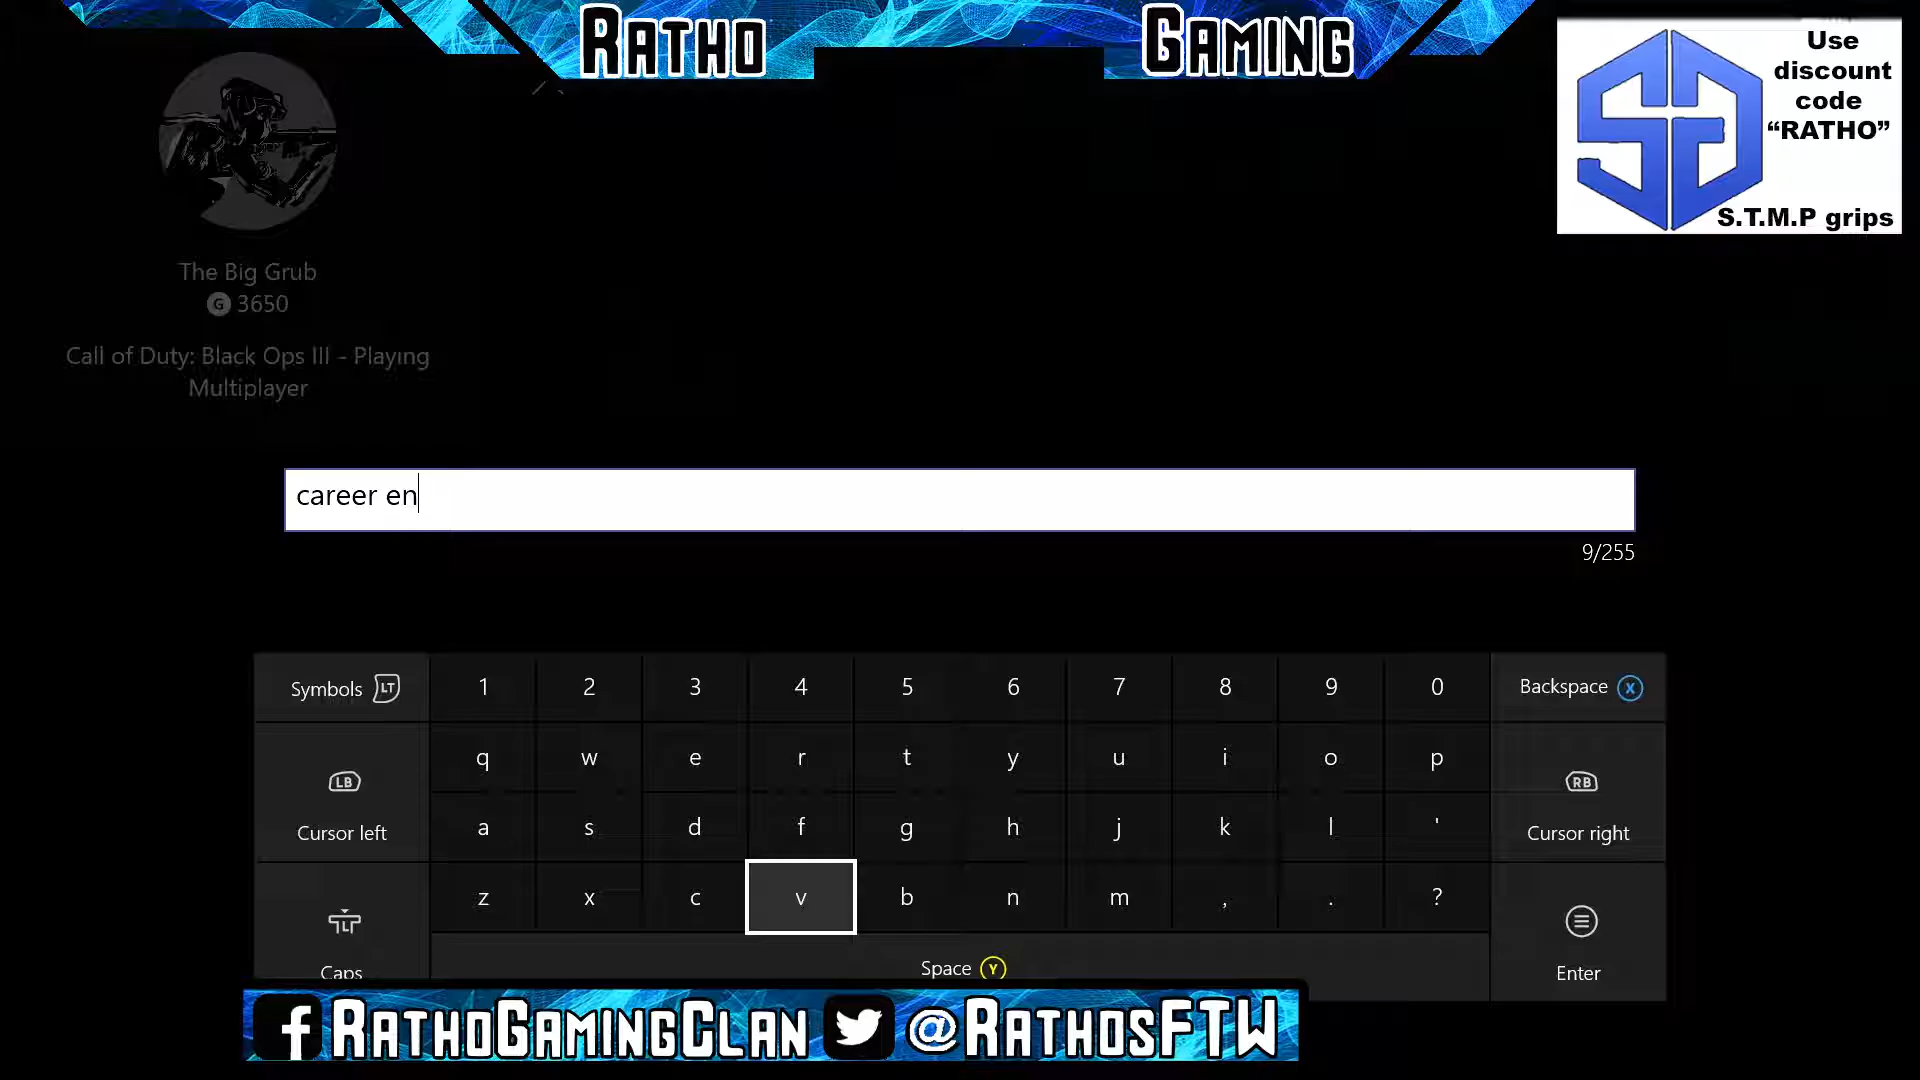 RATHO GAMING
Use
discount
code
“RATHO”
S.T.M.P grips
The Big Grub
G 3650
Call of Duty: Black Ops III - Playing
Multiplayer
career en
9/255
Symbols LT 1 2 3 4 5 6 7 8 9 0 Backspace X
q w e r t y u i o p
LB RB
Cursor left a s d f g h j k l ' Cursor right
z x c v b n m , . ?
Caps Space Y Enter
f RATHOGAMINGCLAN @RATHOSFTW